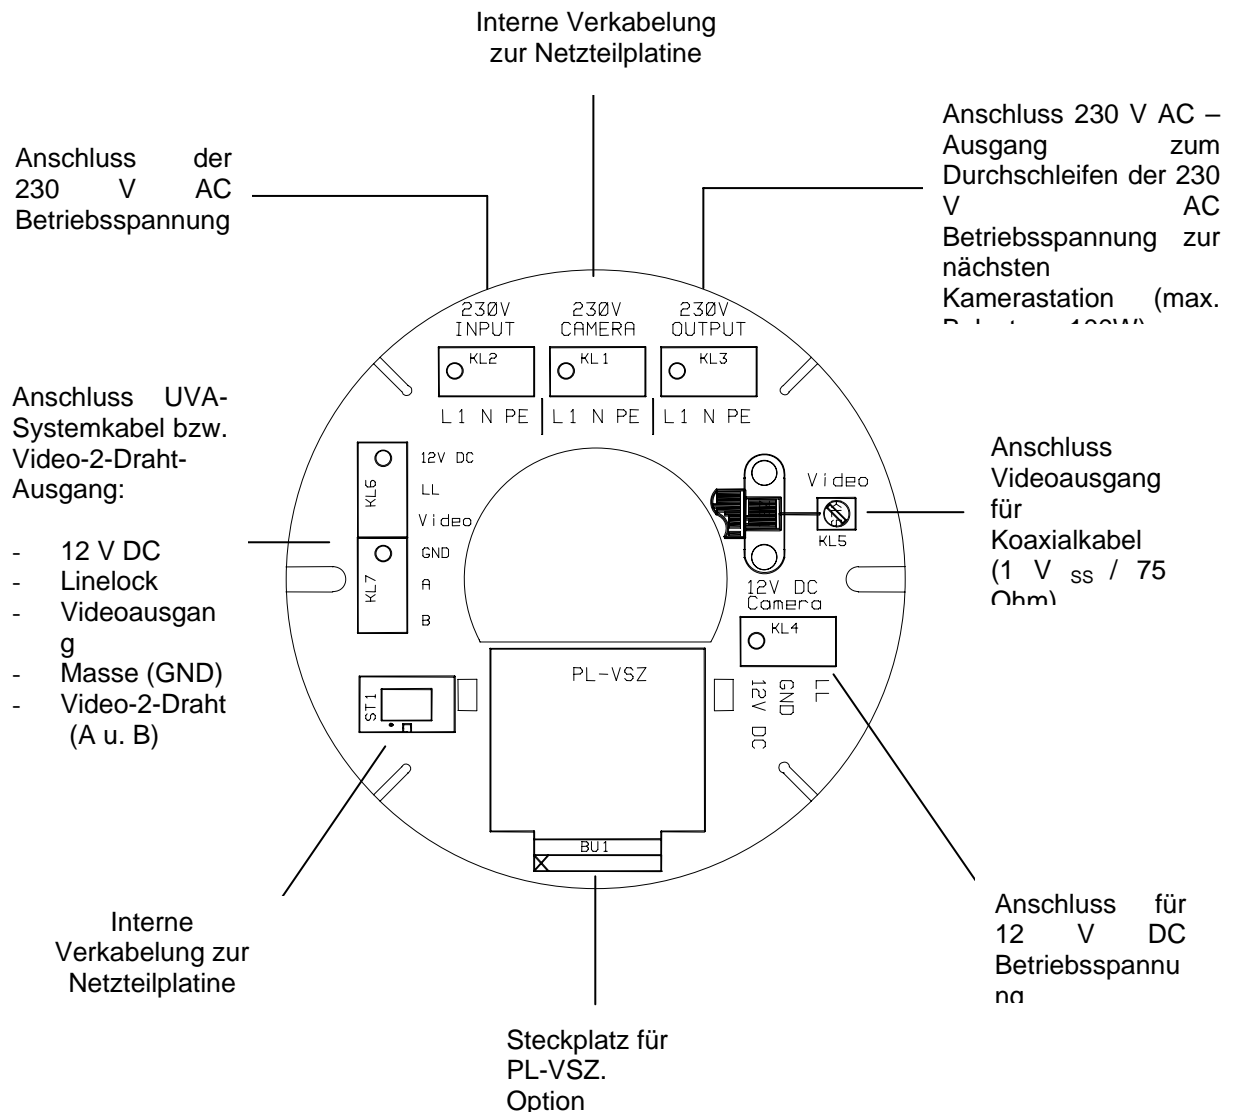 Interne Verkabelung
zur Netzteilplatine
Anschluss der
230 V AC
Betriebsspannung
Anschluss 230 V AC –
Ausgang zum
Durchschleifen der 230
V AC
Betriebsspannung zur
nächsten
Kamerastation (max.
100W)
230V
INPUT
230V
CAMERA
230V
OUTPUT
KL2
KL1
KL3
L1 N PE
L1 N PE
L1 N PE
Anschluss UVA-
Systemkabel bzw.
Video-2-Draht-
Ausgang:
- 12 V DC
- Linelock
- Videoausgan
g
- Masse (GND)
- Video-2-Draht
(A u. B)
KL6
12V DC
LL
Video
KL7
GND
A
B
Video
KL5
Anschluss
Videoausgang
für
Koaxialkabel
(1 V SS / 75
Ohm)
12V DC
Camera
KL4
12V DC
GND
LL
PL-VSZ
ST1
BU1
Interne
Verkabelung zur
Netzteilplatine
Anschluss für
12 V DC
Betriebsspannu
ng
Steckplatz für
PL-VSZ.
Option